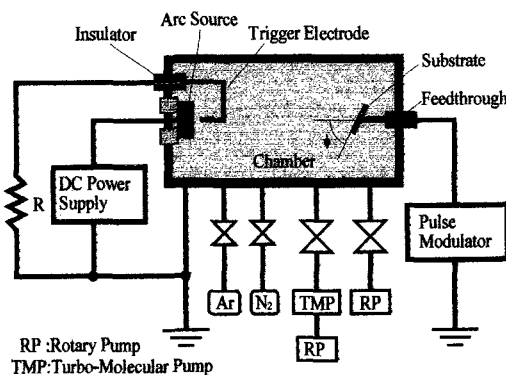 Arc Source
Insulator
Trigger Electrode
Substrate
Feedthrough
ϕ
Chamber
DC Power
Supply
R
Pulse
Modulator
Ar
N₂
TMP
RP
RP
RP :Rotary Pump
TMP:Turbo-Molecular Pump